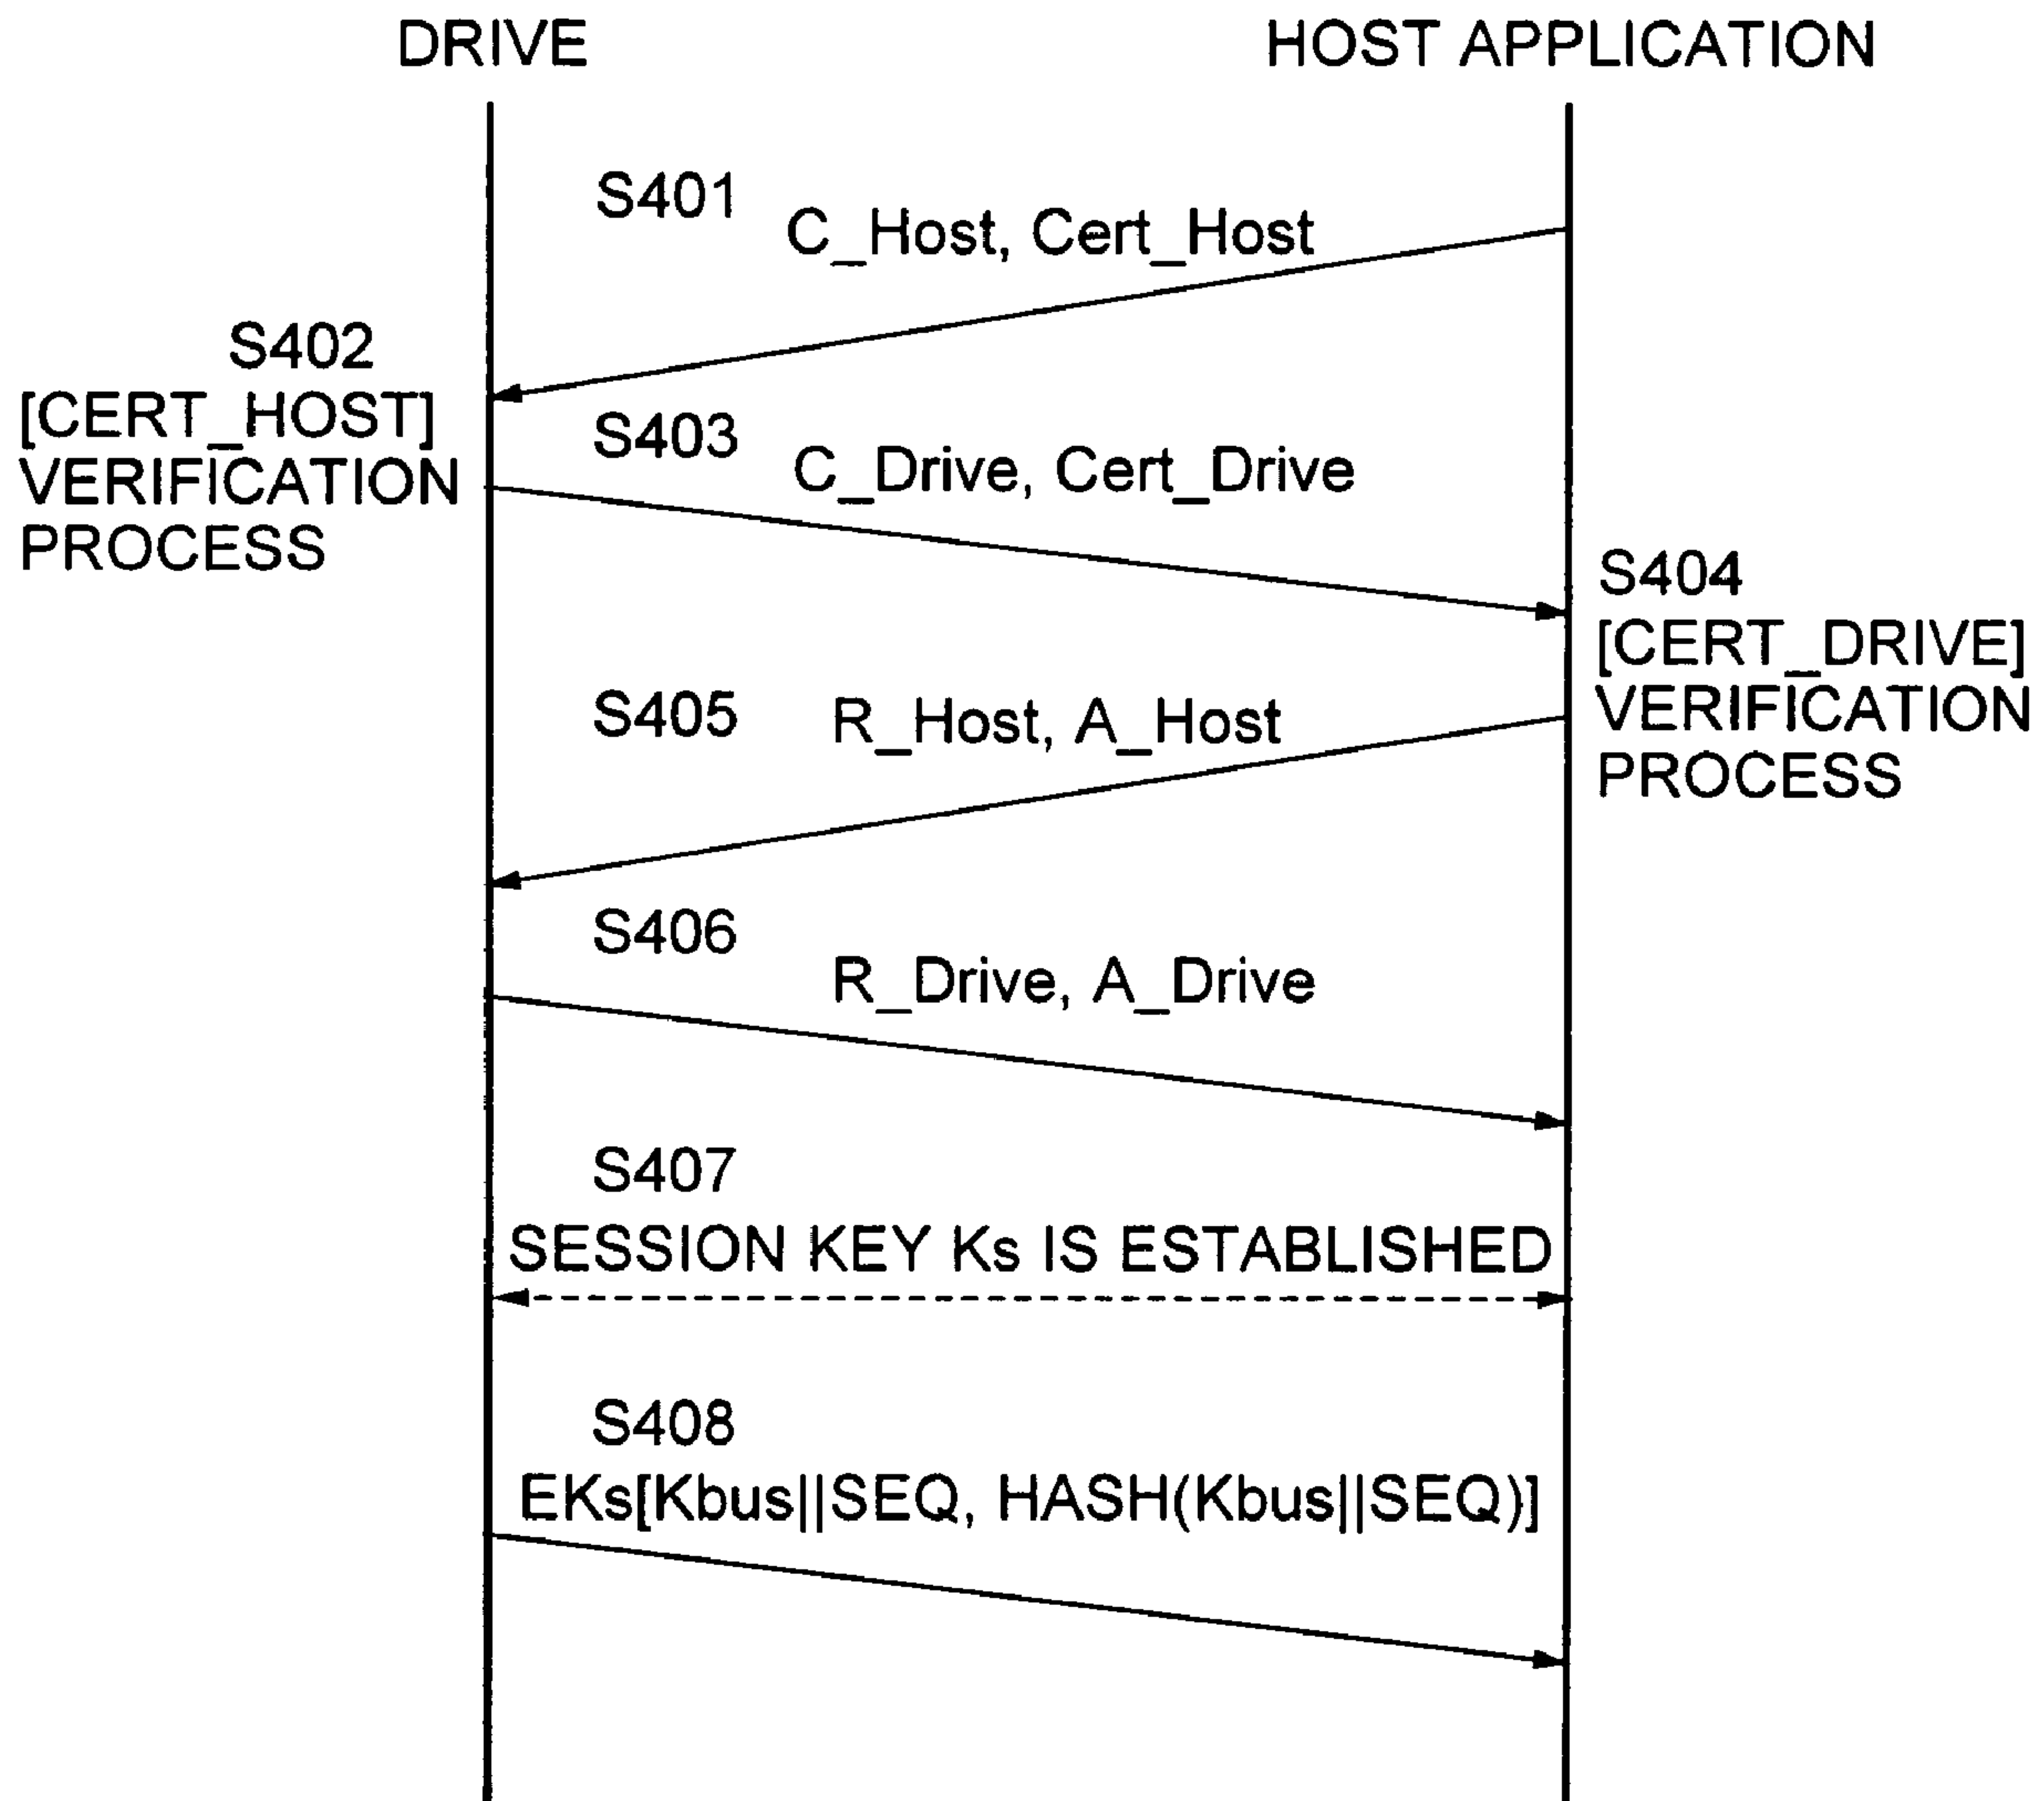 DRIVE
HOST APPLICATION
S401
C_Host, Cert_Host
S402
[CERT_HOST]
VERIFICATION
PROCESS
S403
C_Drive, Cert_Drive
S404
[CERT_DRIVE]
VERIFICATION
PROCESS
S405
R_Host, A_Host
S406
R_Drive, A_Drive
S407
SESSION KEY Ks IS ESTABLISHED
S408
EKs[Kbus||SEQ, HASH(Kbus||SEQ)]